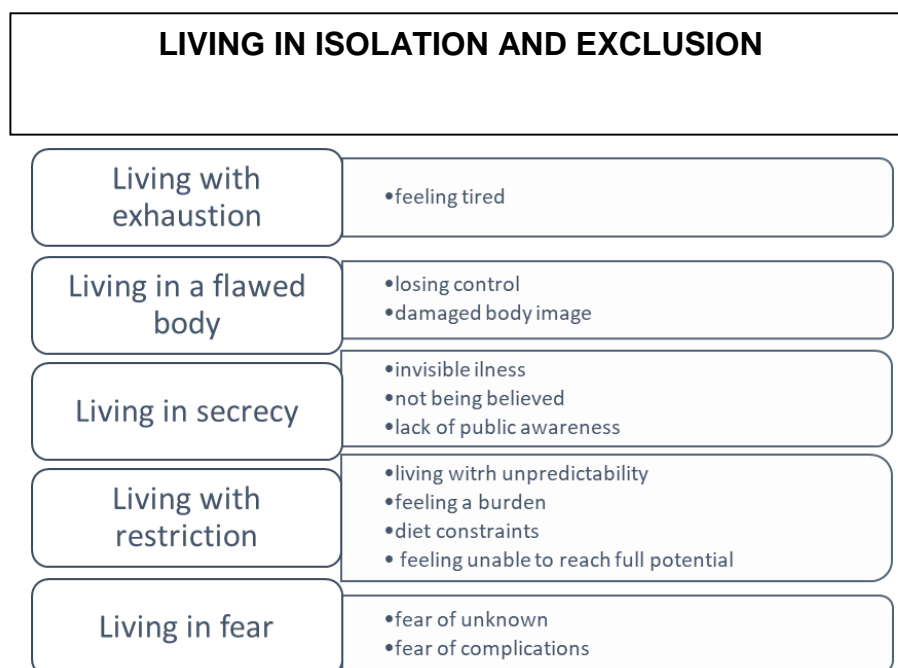 LIVING IN ISOLATION AND EXCLUSION
Living with
exhaustion
•feeling tired
Living in a flawed
body
•losing control
•damaged body image
Living in secrecy
•invisible ilness
•not being believed
•lack of public awareness
Living with
restriction
•living witrh unpredictability
•feeling a burden
•diet constraints
• feeling unable to reach full potential
Living in fear
•fear of unknown
•fear of complications